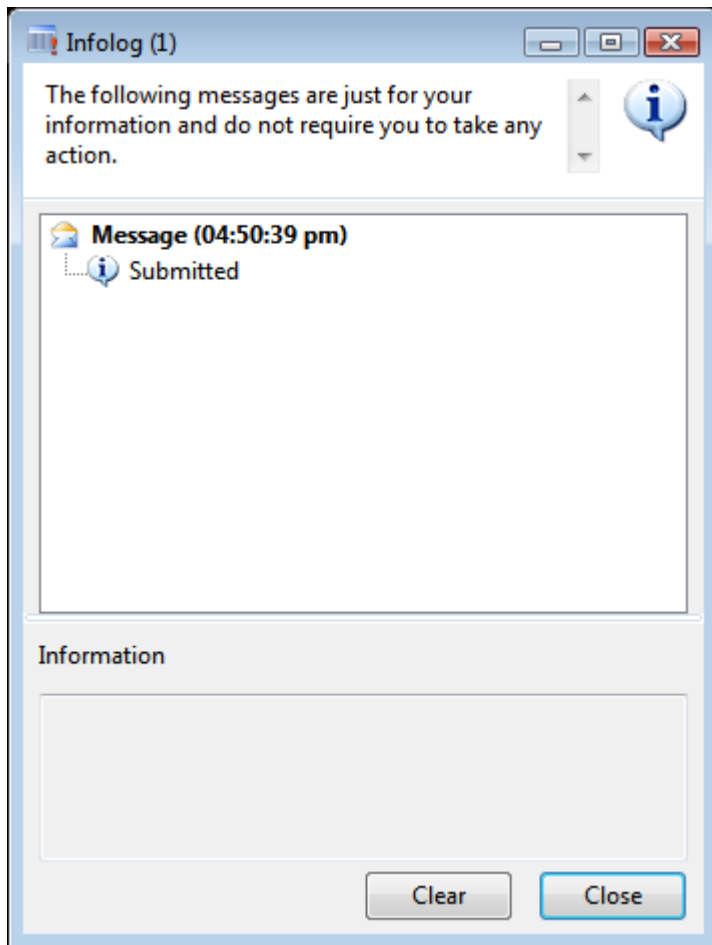 Infolog (1)
The following messages are just for your
information and do not require you to take any
action.
Message (04:50:39 pm)
Submitted
Information
Clear
Close